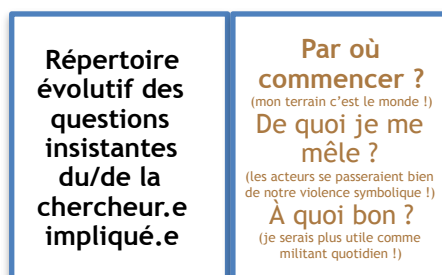 Répertoire
évolutif des
questions
insistantes
du/de la
chercheur.e
impliqué.e
Par où
commencer ?
(mon terrain c'est le monde !)
De quoi je me
mêle ?
(les acteurs se passeraient bien
de notre violence symbolique !)
À quoi bon ?
(je serais plus utile comme
militant quotidien !)